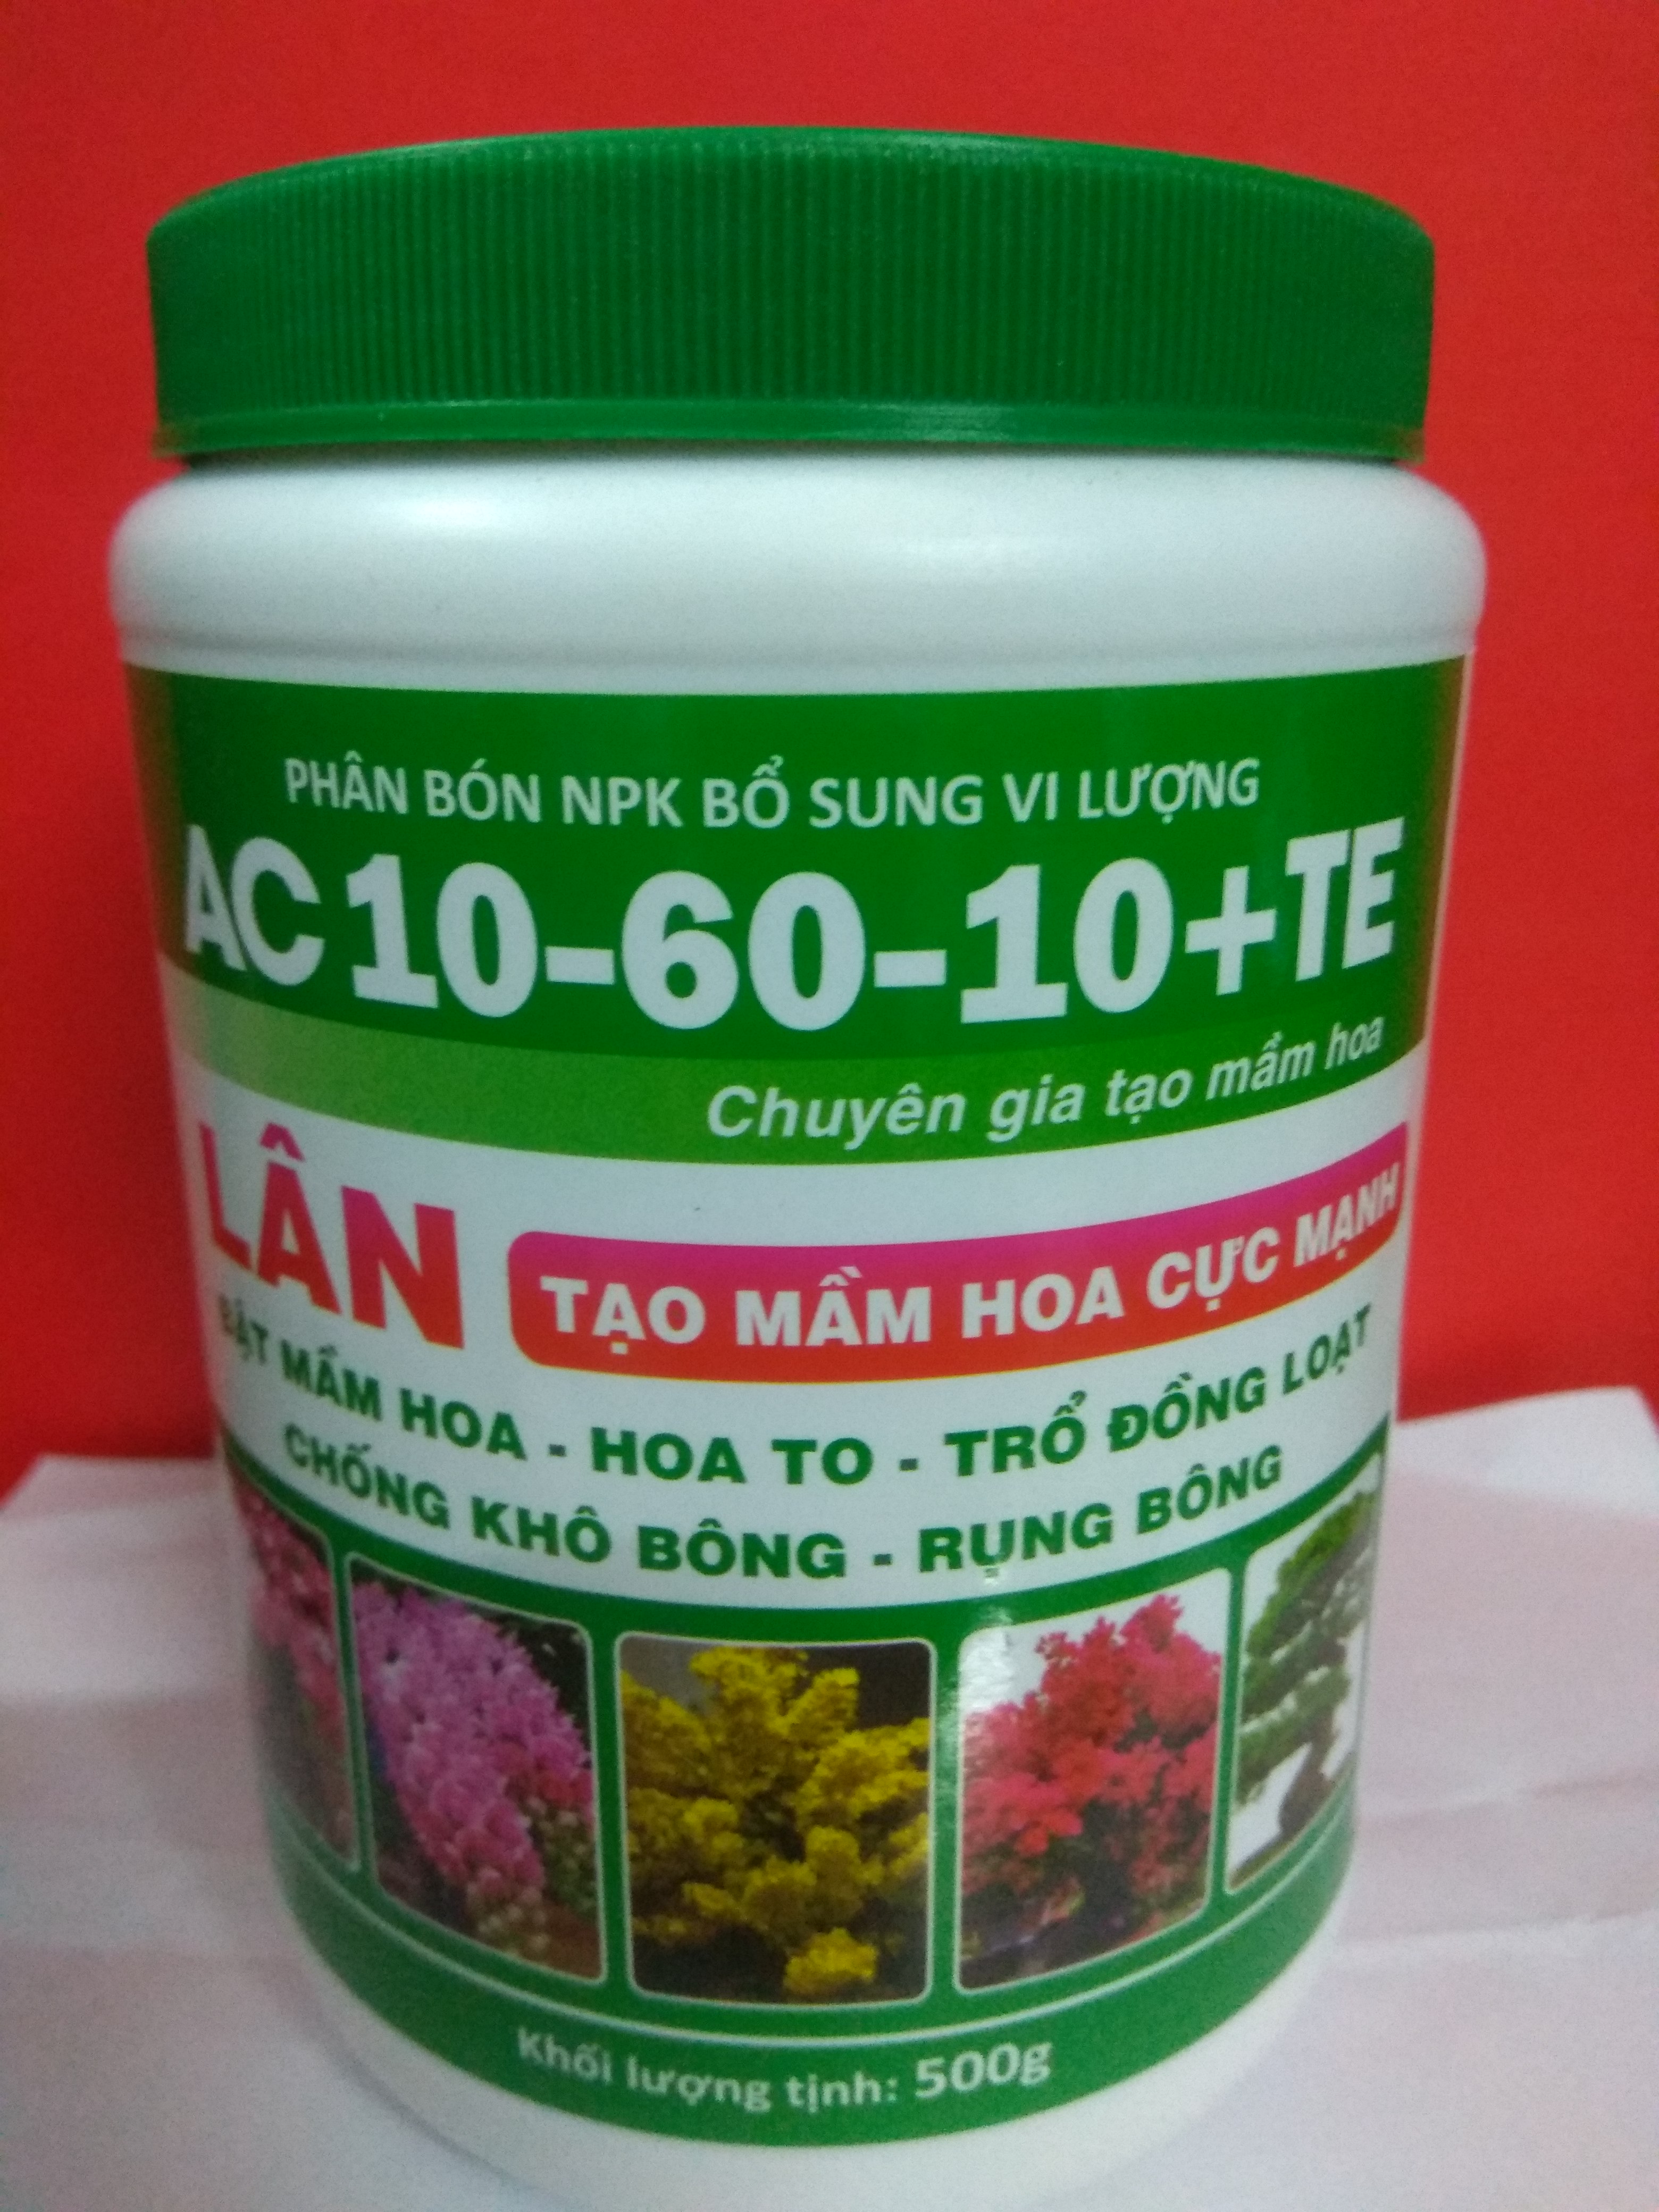 PHÂN BÓN NPK BỔ SUNG VI LƯỢNG
AC 10-60-10+TE
Chuyên gia tạo mầm hoa
LÂN
TẠO MẦM HOA CỰC MẠNH
BẬT MẦM HOA - HOA TO - TRỔ ĐỒNG LOẠT
CHỐNG KHÔ BÔNG - RỤNG BÔNG
Khối lượng tịnh: 500g